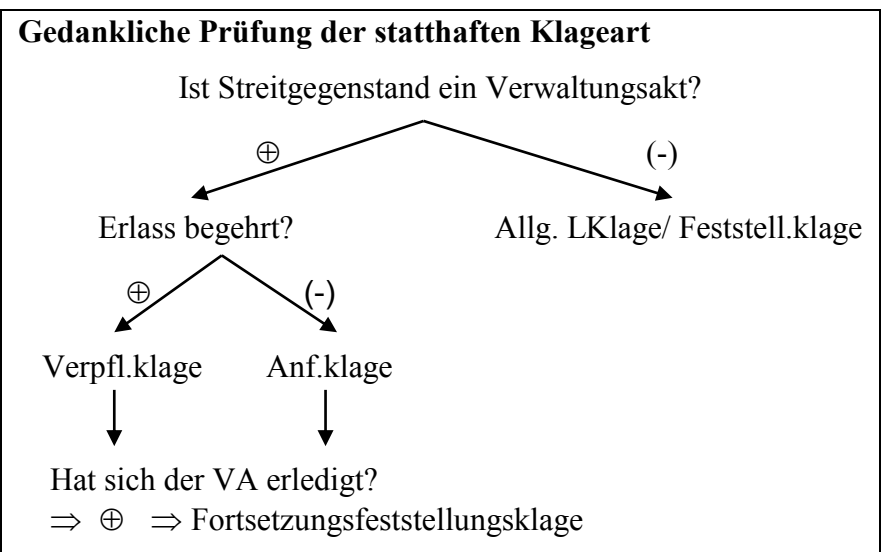 Gedankliche Prüfung der statthaften Klageart
Ist Streitgegenstand ein Verwaltungsakt?
⊕ (-)
Erlass begehrt? Allg. LKlage/ Feststell.klage
⊕ (-)
Verpfl.klage Anf.klage
Hat sich der VA erledigt?
⇒ ⊕ ⇒ Fortsetzungsfeststellungsklage